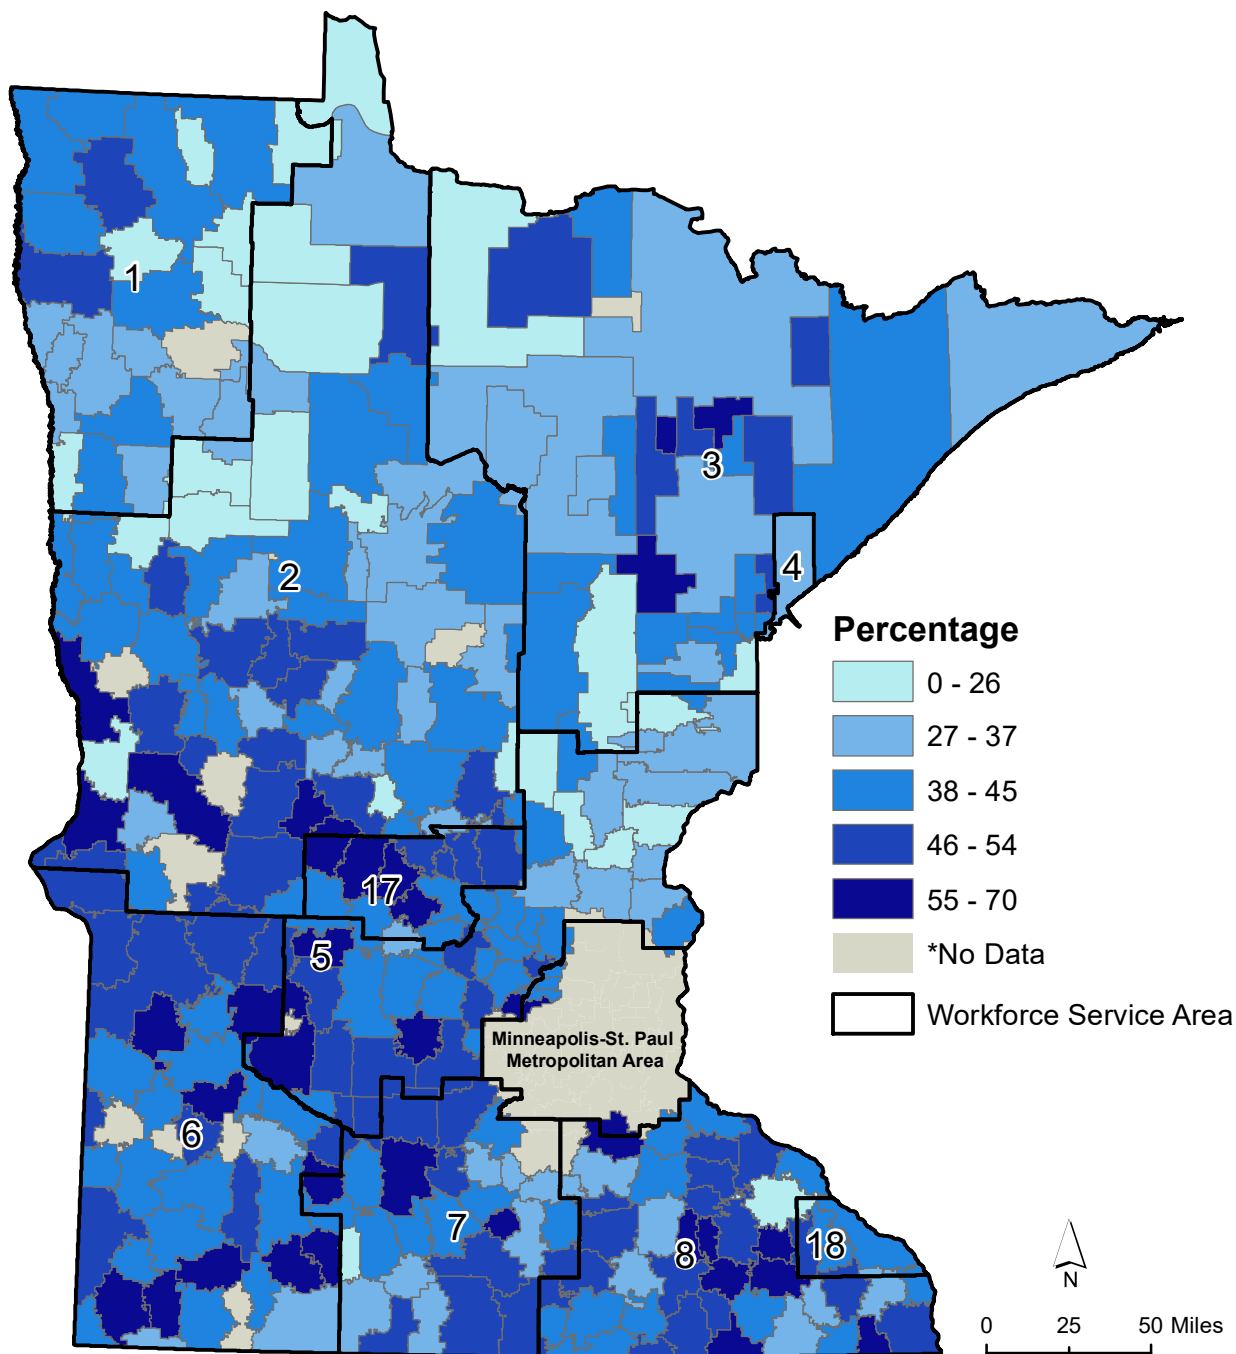 1
3
2
4
Percentage
0 - 26
27 - 37
38 - 45
46 - 54
55 - 70
*No Data
Workforce Service Area
17
5
Minneapolis-St. Paul
Metropolitan Area
6
7
8
18
N
0 25 50 Miles